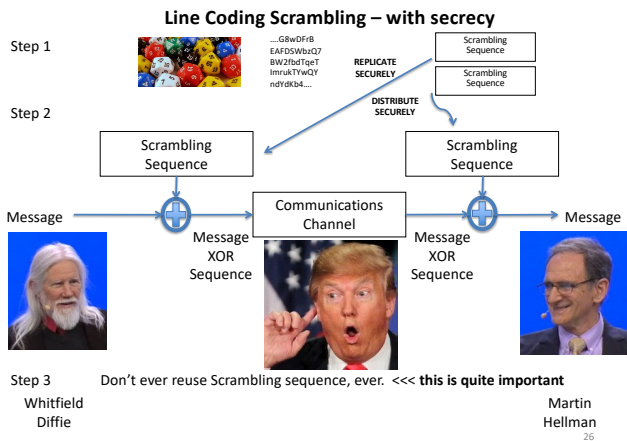 Line Coding Scrambling – with secrecy
Step 1
....G8wDFrB
EAFDSWbzQ7
BW2fbdTqeT
ImrukTYwQY
ndYdKb4....
REPLICATE
SECURELY
Scrambling
Sequence
Scrambling
Sequence
DISTRIBUTE
SECURELY
Step 2
Scrambling
Sequence
Scrambling
Sequence
Communications
Channel
Message
Message
XOR
Sequence
Message
XOR
Sequence
Message
Step 3
Don’t ever reuse Scrambling sequence, ever. <<< this is quite important
Whitfield
Diffie
Martin
Hellman
26